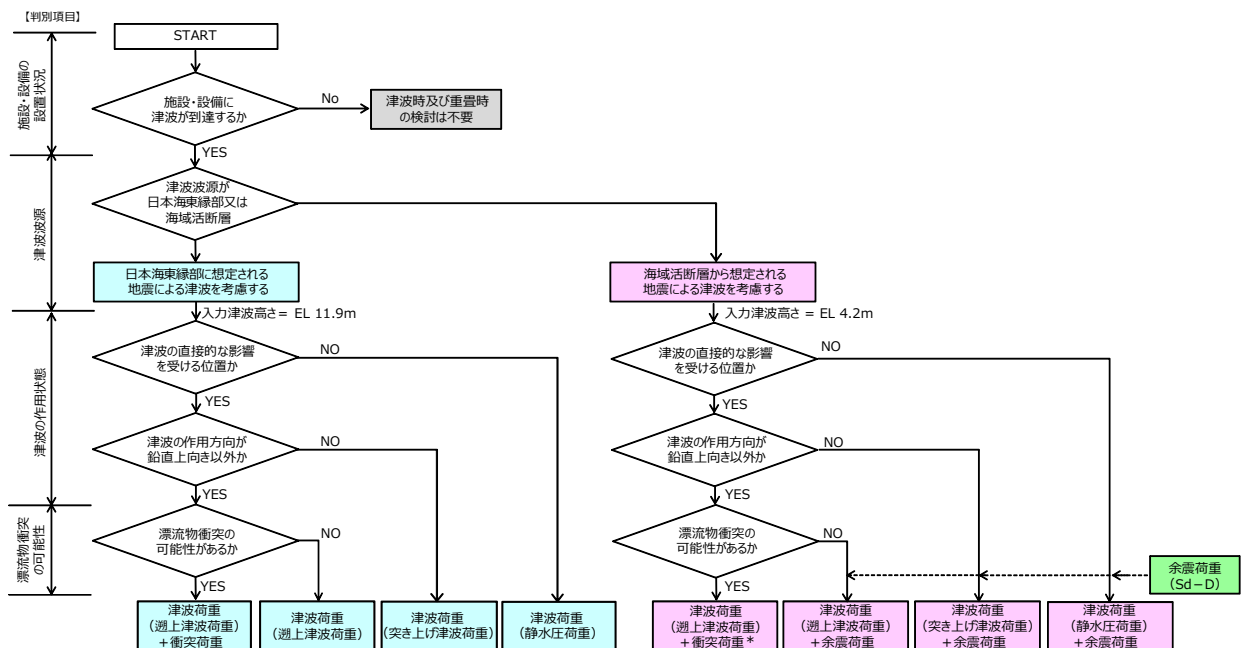 【判別項目】
START
施設・設備の
設置状況
施設・設備に
津波が到達するか
No
津波時及び重畳時
の検討は不要
YES
津波波源
津波波源が
日本海東縁部又は
海域活断層
日本海東縁部に想定される
地震による津波を考慮する
海域活断層から想定される
地震による津波を考慮する
入力津波高さ= EL 11.9m
入力津波高さ = EL 4.2m
津波の作用状態
津波の直接的な影響
を受ける位置か
NO
津波の直接的な影響
を受ける位置か
NO
YES
YES
津波の作用方向が
鉛直上向き以外か
NO
津波の作用方向が
鉛直上向き以外か
NO
YES
YES
漂流物衝突
の可能性
漂流物衝突の
可能性があるか
NO
漂流物衝突の
可能性があるか
NO
余震荷重
（Sd－D）
YES
YES
津波荷重
（遡上津波荷重）
＋衝突荷重
津波荷重
（遡上津波荷重）
津波荷重
（突き上げ津波荷重）
津波荷重
（静水圧荷重）
津波荷重
（遡上津波荷重）
＋衝突荷重＊
津波荷重
（遡上津波荷重）
＋余震荷重
津波荷重
（突き上げ津波荷重）
＋余震荷重
津波荷重
（静水圧荷重）
＋余震荷重